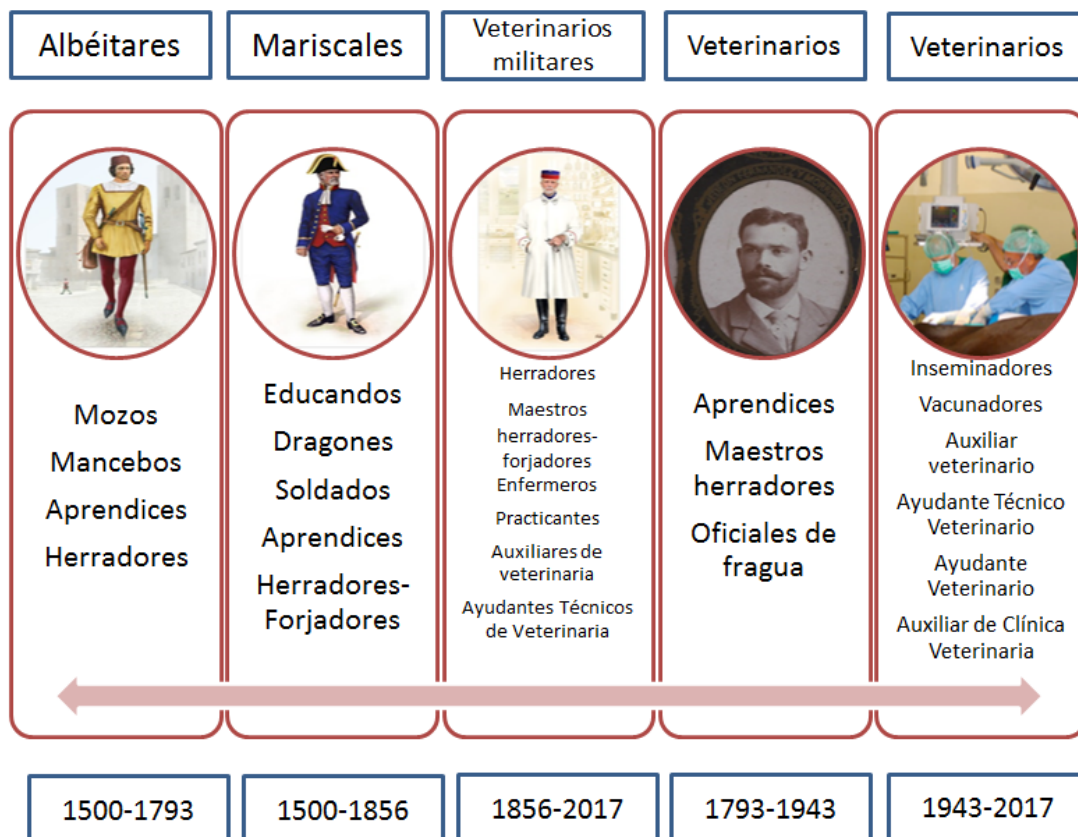 Albéitares
Mariscales
Veterinarios
militares
Veterinarios
Veterinarios
Mozos
Mancebos
Aprendices
Herradores
Educandos
Dragones
Soldados
Aprendices
Herradores-
Forjadores
Herradores
Maestros
herradores-
forjadores
Enfermeros
Practicantes
Auxiliares de
veterinaria
Ayudantes Técnicos
de Veterinaria
Aprendices
Maestros
herradores
Oficiales de
fragua
Inseminadores
Vacunadores
Auxiliar
veterinario
Ayudante Técnico
Veterinario
Ayudante
Veterinario
Auxiliar de Clínica
Veterinaria
1500-1793
1500-1856
1856-2017
1793-1943
1943-2017